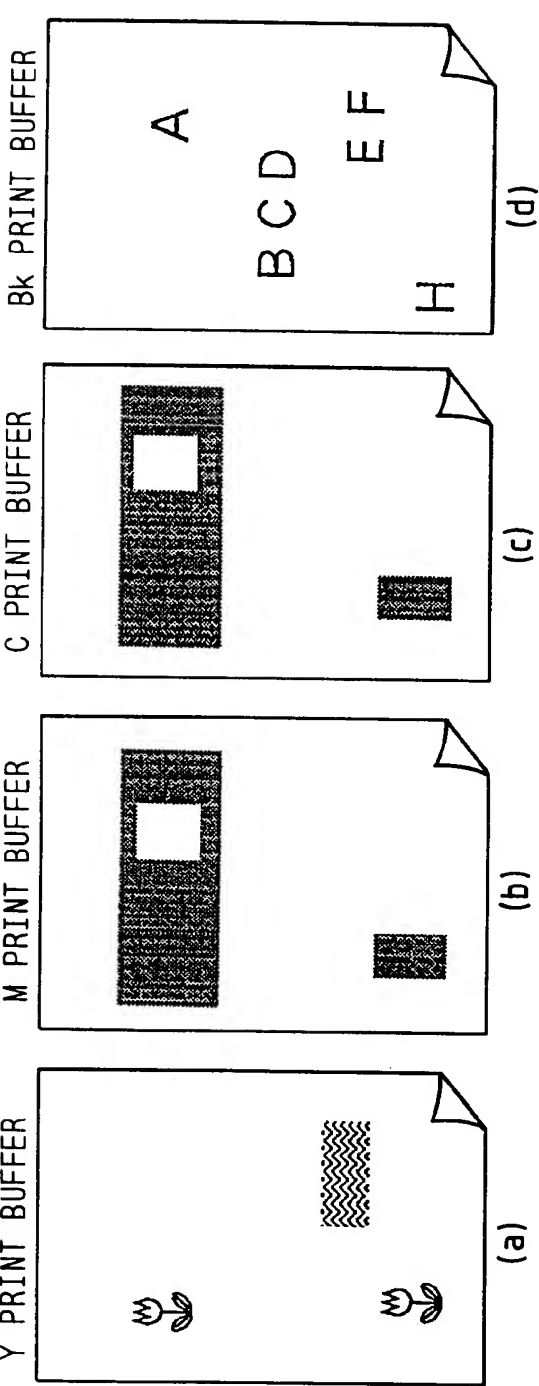 Y PRINT BUFFER
(a)
M PRINT BUFFER
(b)
C PRINT BUFFER
(c)
Bk PRINT BUFFER
A
B C D
E F
H
(d)